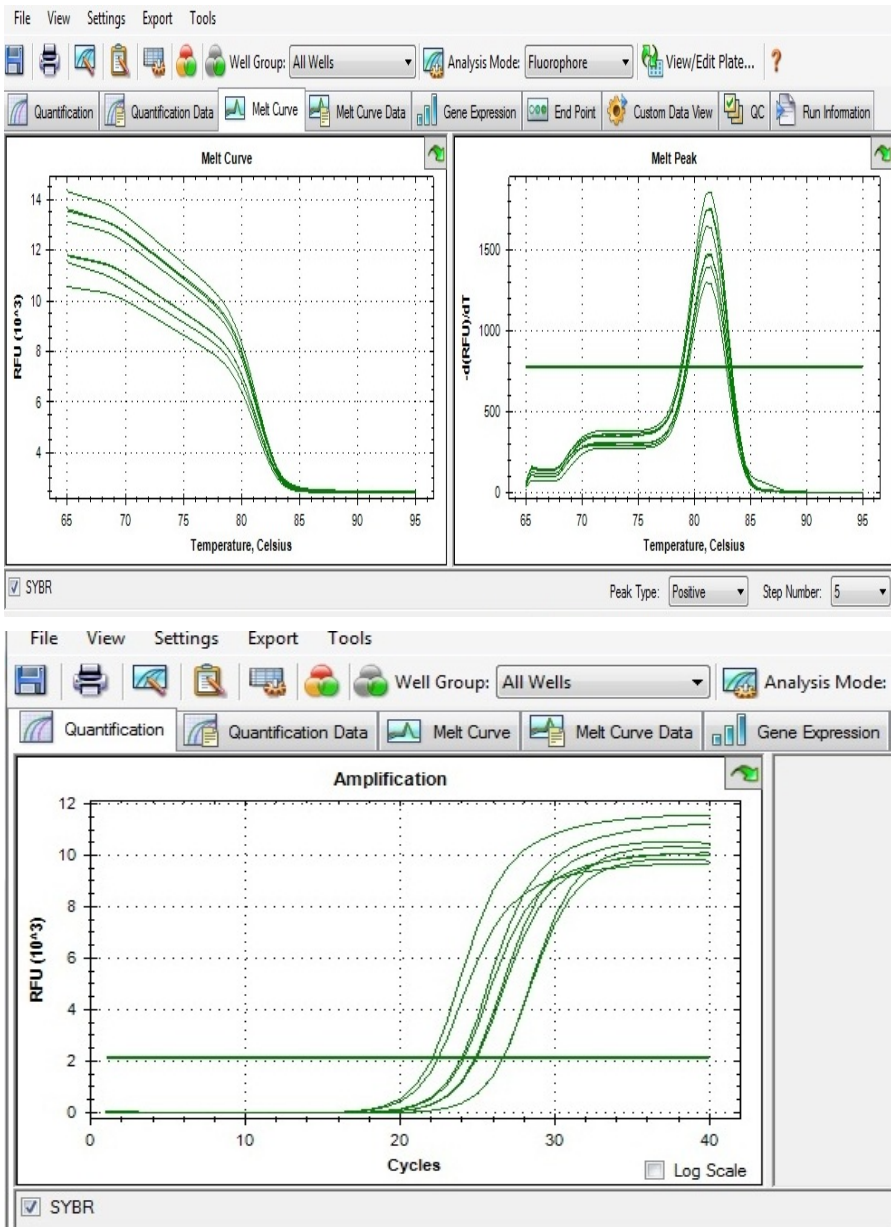 File View Settings Export Tools
Well Group: All Wells Analysis Mode: Fluorophore View/Edit Plate... ?
Quantification Quantification Data Melt Curve Melt Curve Data Gene Expression End Point Custom Data View QC Run Information
Melt Curve
RFU (10^3)
14
12
10
8
6
4
65 70 75 80 85 90 95
Temperature, Celsius
Melt Peak
-d(RFU)/dT
1500
1000
500
0
65 70 75 80 85 90 95
Temperature, Celsius
SYBR Peak Type: Positive Step Number: 5
File View Settings Export Tools
Well Group: All Wells Analysis Mode:
Quantification Quantification Data Melt Curve Melt Curve Data Gene Expression
Amplification
RFU (10^3)
12
10
8
6
4
2
0
0 10 20 30 40
Cycles
Log Scale
SYBR